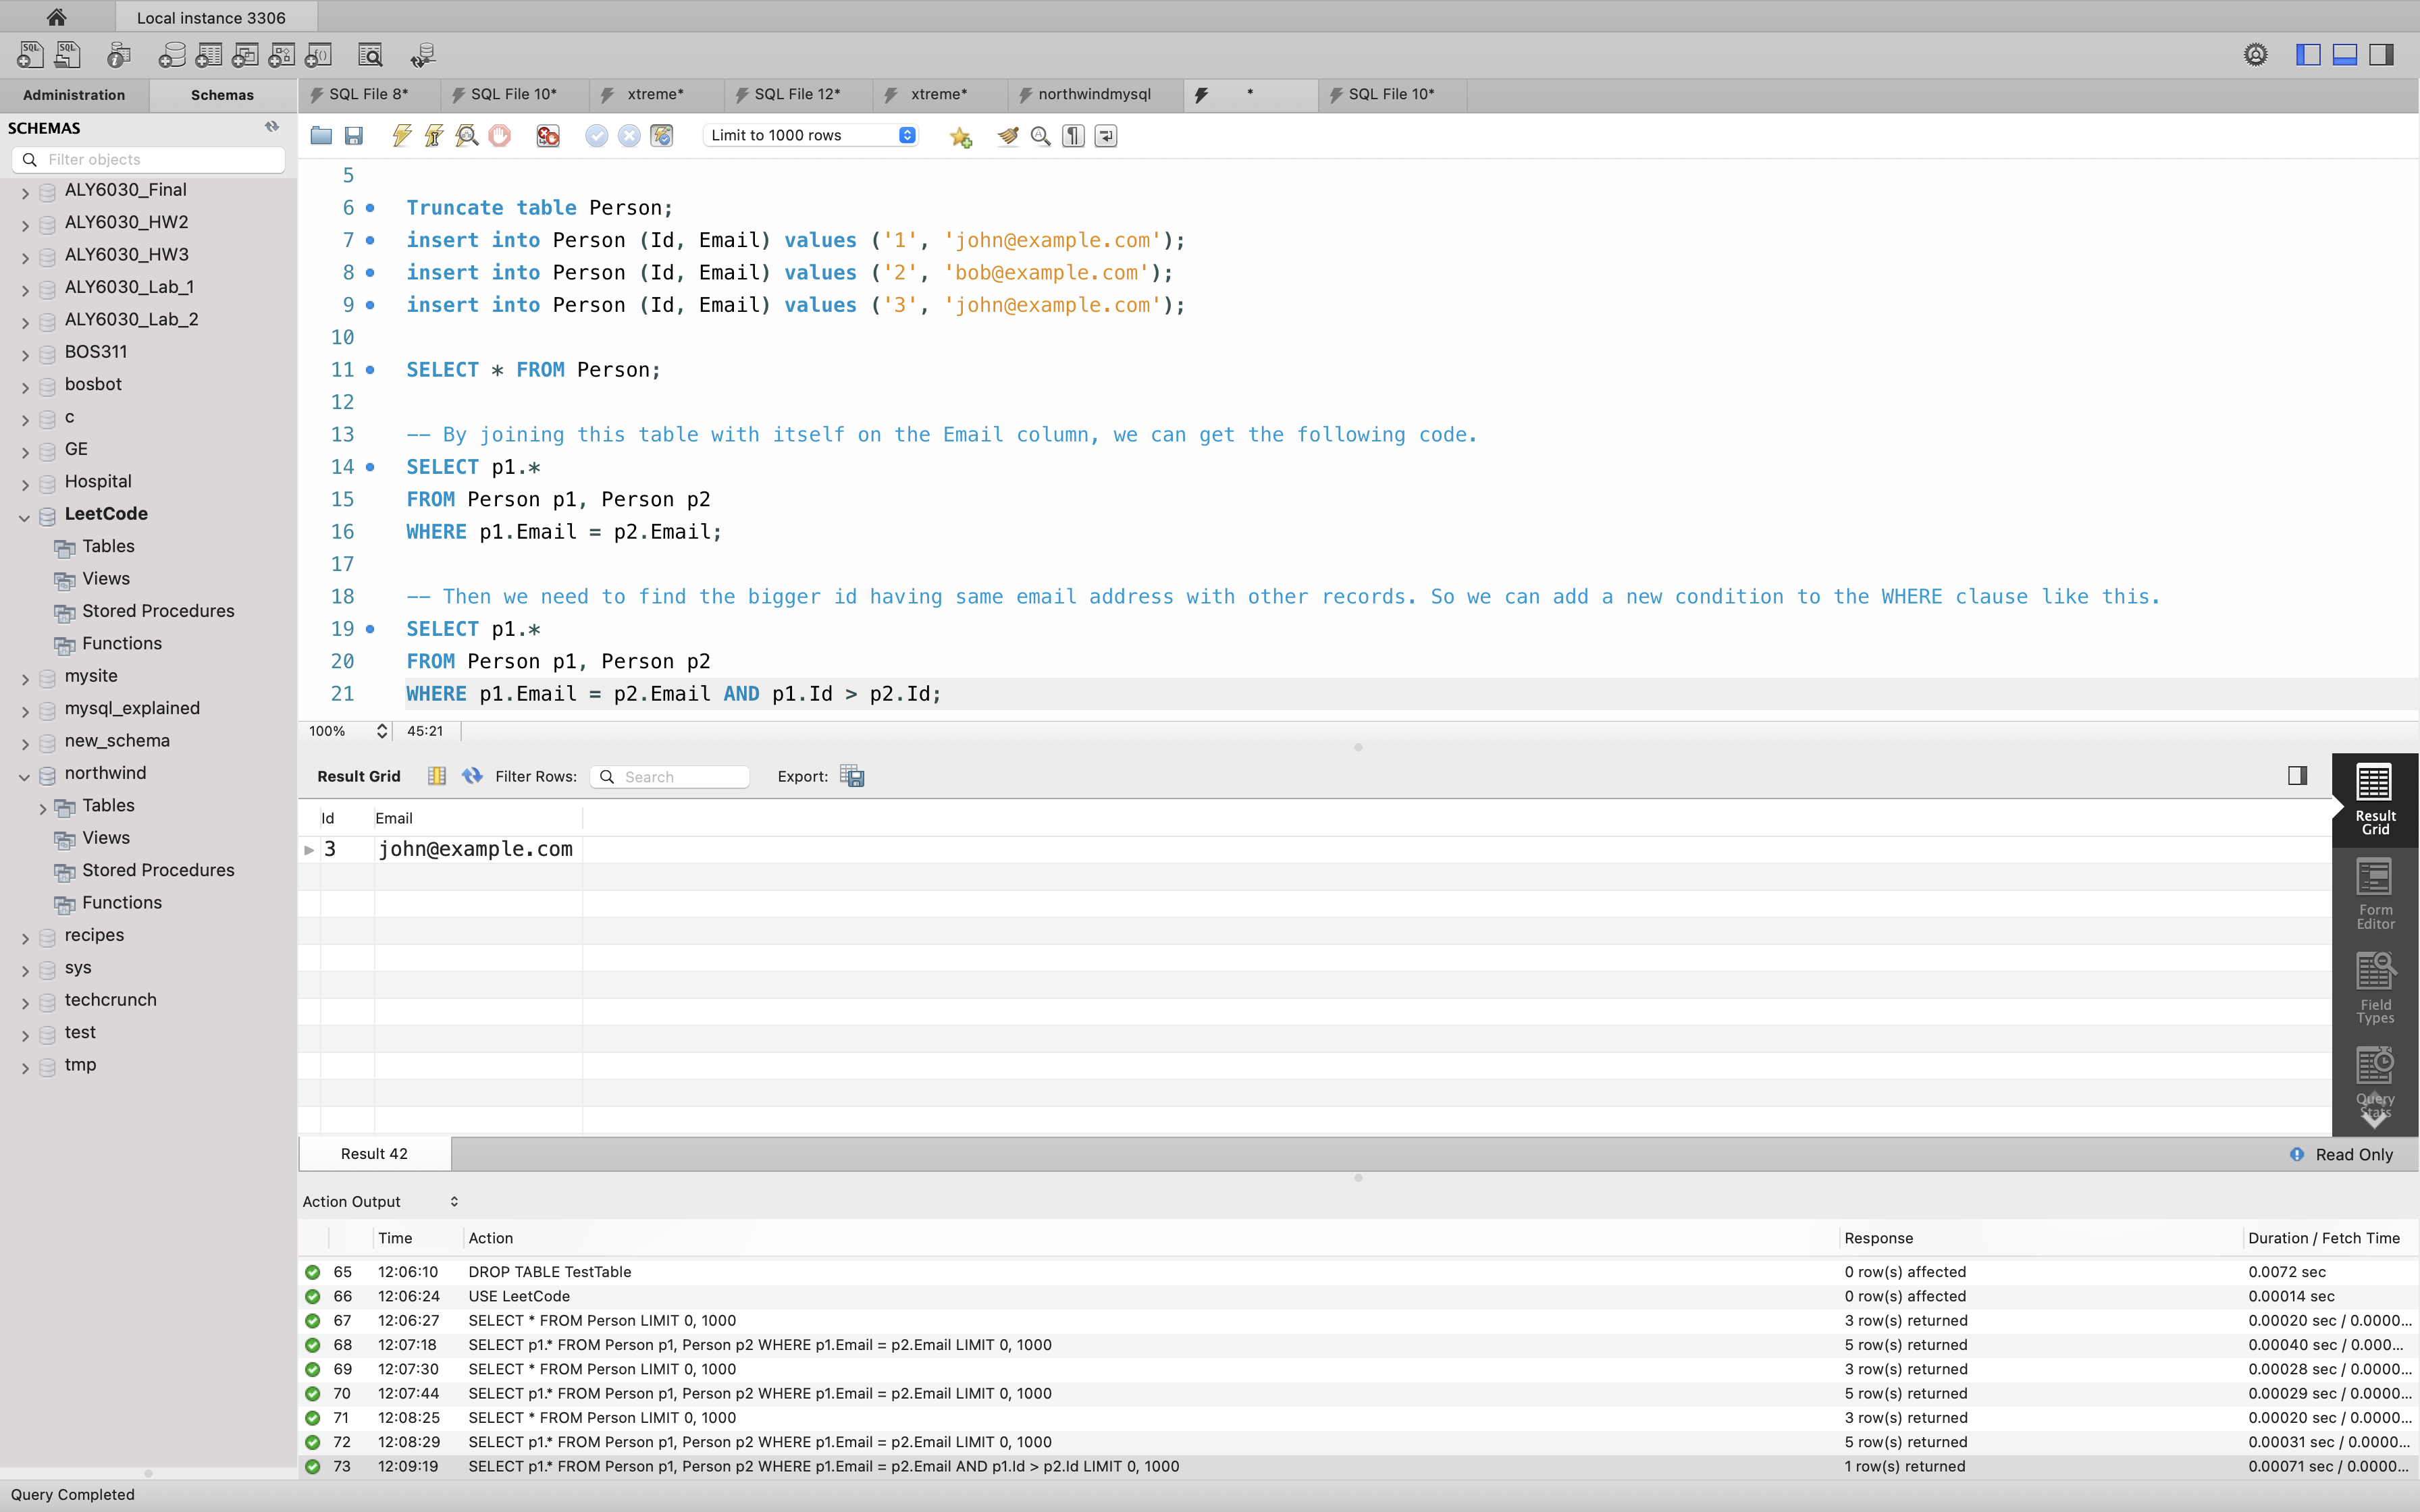 Local instance 3306
Administration
Schemas
SQL File 8*
SQL File 10*
xtreme*
SQL File 12*
xtreme*
northwindmysql
*
SQL File 10*
SCHEMAS
Filter objects
Limit to 1000 rows
ALY6030_Final
ALY6030_HW2
ALY6030_HW3
ALY6030_Lab_1
ALY6030_Lab_2
BOS311
bosbot
c
GE
Hospital
LeetCode
Tables
Views
Stored Procedures
Functions
mysite
mysql_explained
new_schema
northwind
Tables
Views
Stored Procedures
Functions
recipes
sys
techcrunch
test
tmp
5
6 Truncate table Person;
7 insert into Person (Id, Email) values ('1', 'john@example.com');
8 insert into Person (Id, Email) values ('2', 'bob@example.com');
9 insert into Person (Id, Email) values ('3', 'john@example.com');
10
11 SELECT * FROM Person;
12
13 -- By joining this table with itself on the Email column, we can get the following code.
14 SELECT p1.*
15 FROM Person p1, Person p2
16 WHERE p1.Email = p2.Email;
17
18 -- Then we need to find the bigger id having same email address with other records. So we can add a new condition to the WHERE clause like this.
19 SELECT p1.*
20 FROM Person p1, Person p2
21 WHERE p1.Email = p2.Email AND p1.Id > p2.Id;
100% 45:21
Result Grid Filter Rows: Search Export:
Id Email
3 john@example.com
Result Grid
Form Editor
Field Types
Query Stats
Result 42
Read Only
Action Output
Time Action Response Duration / Fetch Time
65 12:06:10 DROP TABLE TestTable 0 row(s) affected 0.0072 sec
66 12:06:24 USE LeetCode 0 row(s) affected 0.00014 sec
67 12:06:27 SELECT * FROM Person LIMIT 0, 1000 3 row(s) returned 0.00020 sec / 0.0000...
68 12:07:18 SELECT p1.* FROM Person p1, Person p2 WHERE p1.Email = p2.Email LIMIT 0, 1000 5 row(s) returned 0.00040 sec / 0.000...
69 12:07:30 SELECT * FROM Person LIMIT 0, 1000 3 row(s) returned 0.00028 sec / 0.0000...
70 12:07:44 SELECT p1.* FROM Person p1, Person p2 WHERE p1.Email = p2.Email LIMIT 0, 1000 5 row(s) returned 0.00029 sec / 0.0000...
71 12:08:25 SELECT * FROM Person LIMIT 0, 1000 3 row(s) returned 0.00020 sec / 0.0000...
72 12:08:29 SELECT p1.* FROM Person p1, Person p2 WHERE p1.Email = p2.Email LIMIT 0, 1000 5 row(s) returned 0.00031 sec / 0.0000...
73 12:09:19 SELECT p1.* FROM Person p1, Person p2 WHERE p1.Email = p2.Email AND p1.Id > p2.Id LIMIT 0, 1000 1 row(s) returned 0.00071 sec / 0.0000...
Query Completed